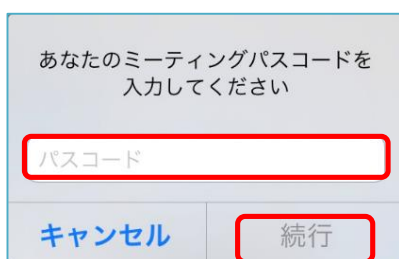 あなたのミーティングパスコードを
入力してください
パスコード
キャンセル
続行